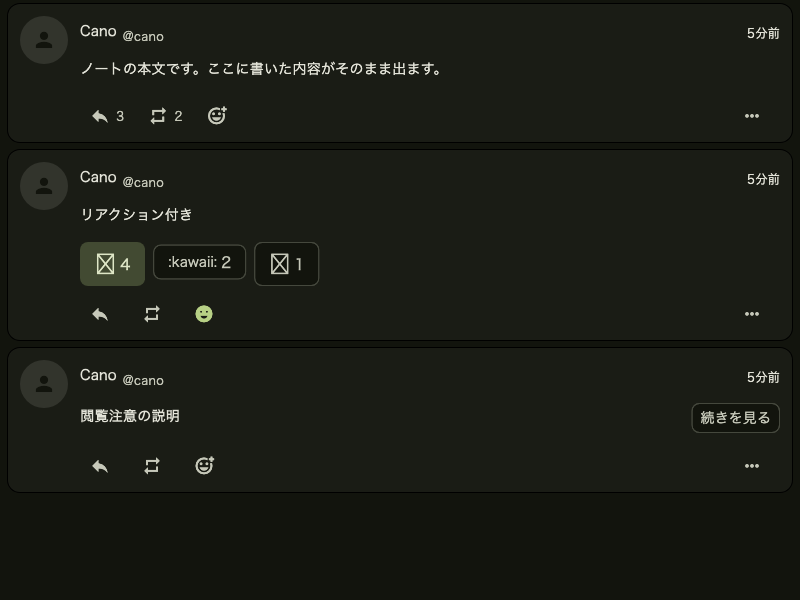 Cano @cano 5分前
ノートの本文です。ここに書いた内容がそのまま出ます。
3 2
Cano @cano 5分前
リアクション付き
4 :kawaii: 2 1
Cano @cano 5分前
閲覧注意の説明 続きを見る